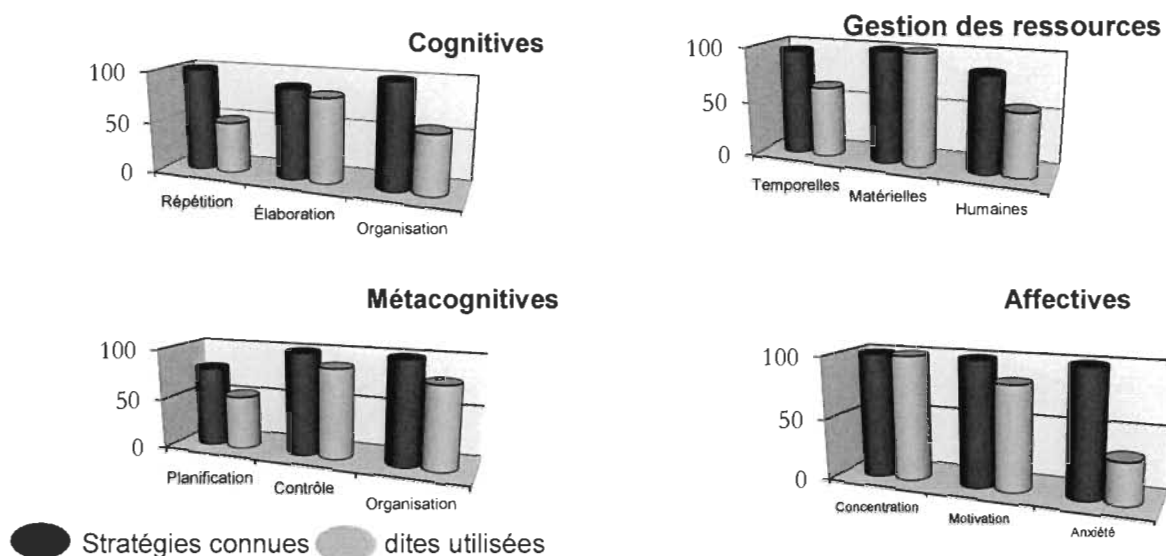 Cognitives
100
50
0
Répétition
Élaboration
Organisation
Gestion des ressources
100
50
0
Temporelles
Matérielles
Humaines
Métacognitives
100
50
0
Planification
Contrôle
Organisation
Affectives
100
50
0
Concentration
Motivation
Anxiété
Stratégies connues dites utilisées